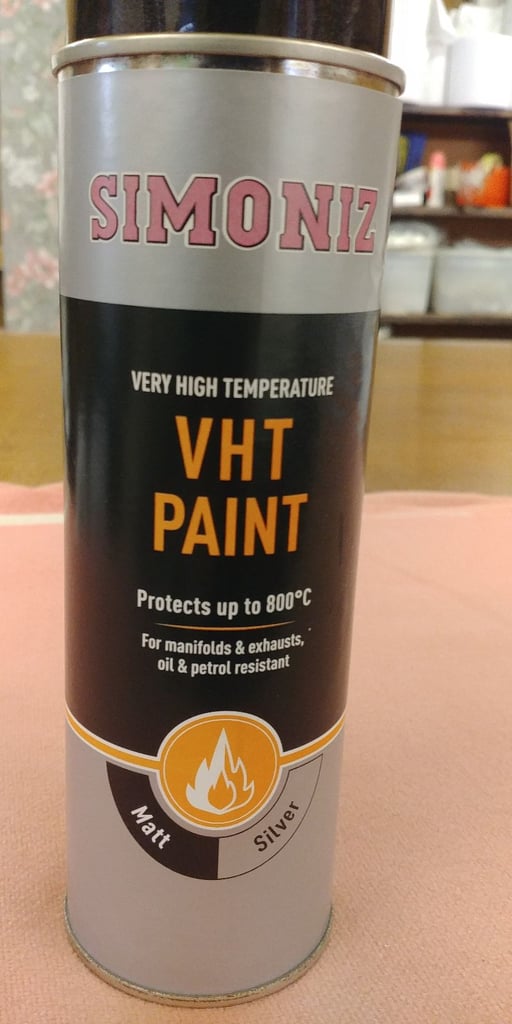 SIMONIZ
VERY HIGH TEMPERATURE
VHT
PAINT
Protects up to 800°C
For manifolds & exhausts,
oil & petrol resistant
Matt
Silver